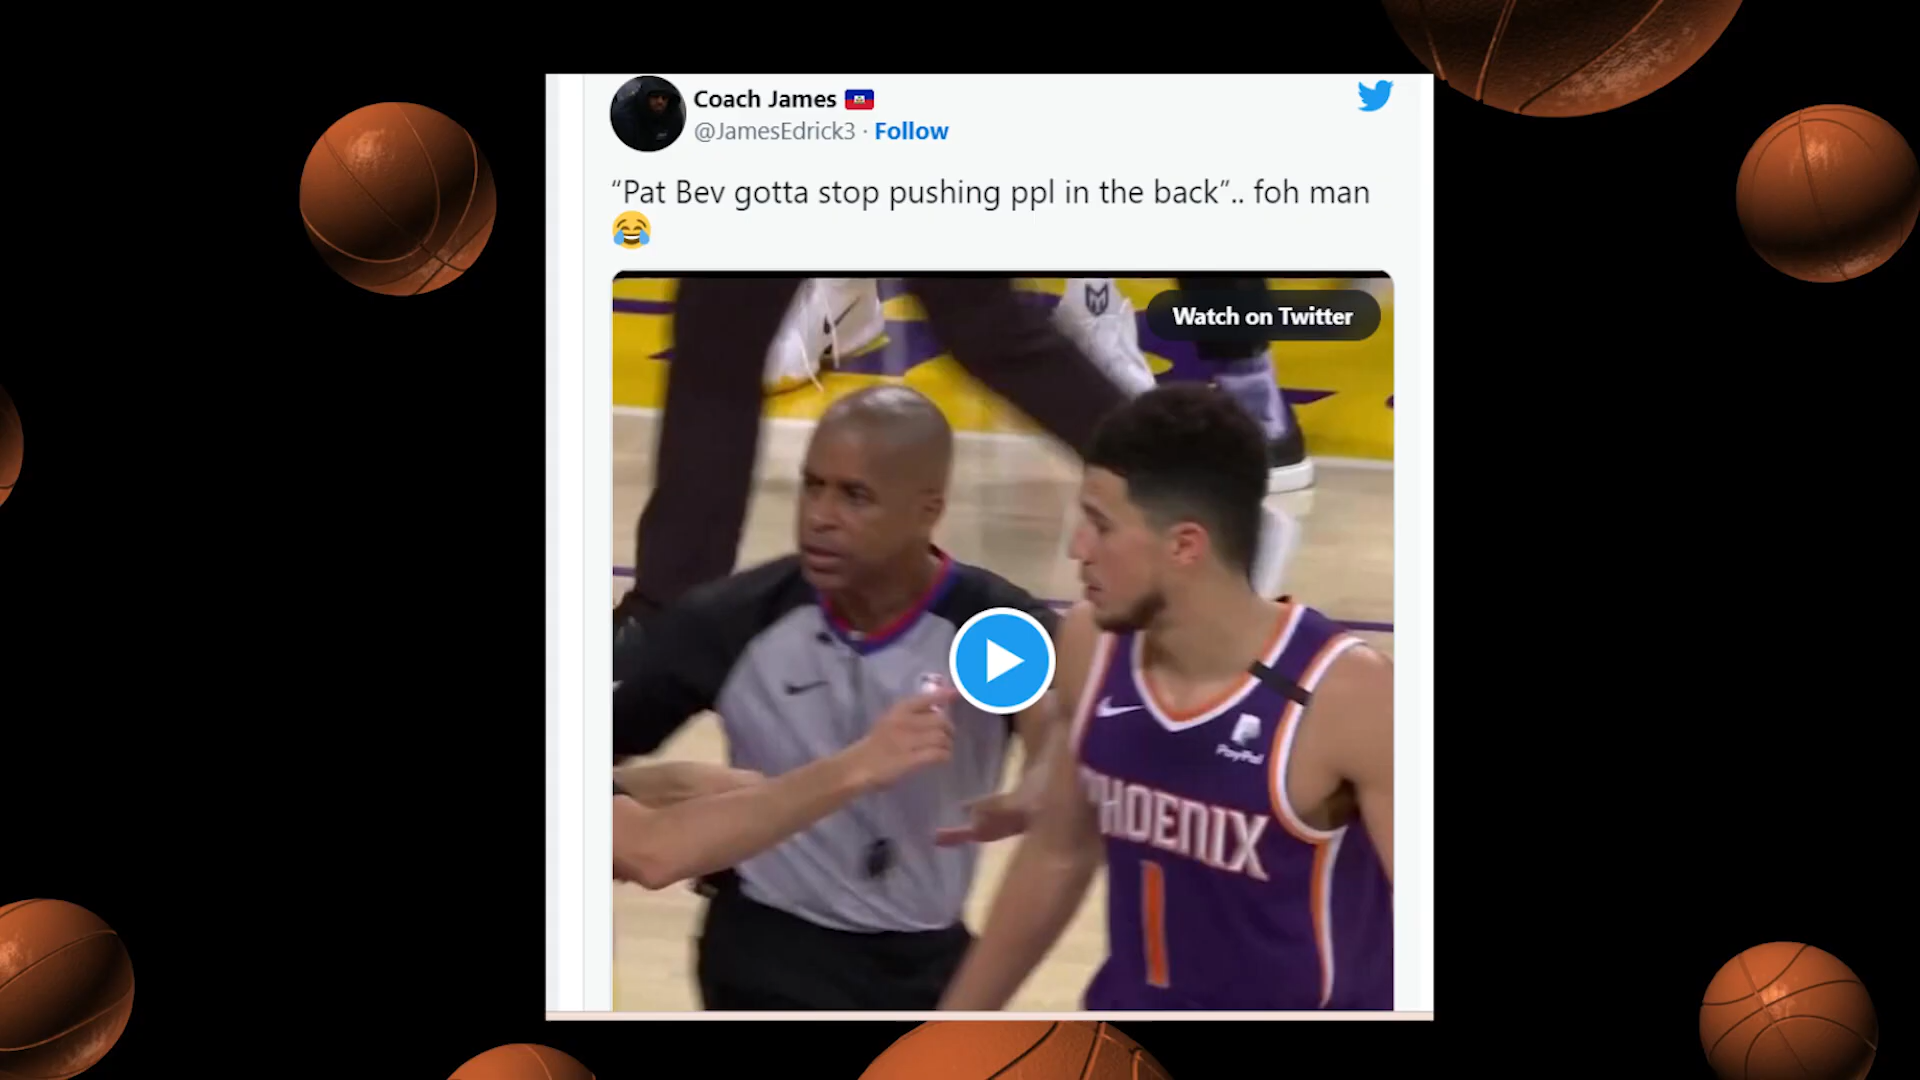 Coach James
@JamesEdrick3 · Follow
“Pat Bev gotta stop pushing ppl in the back”.. foh man
😂
Watch on Twitter
PayPal
PHOENIX
1